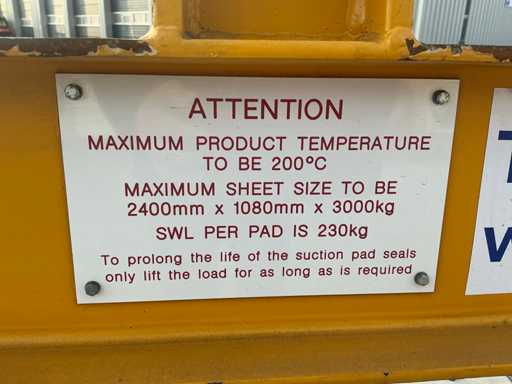 ATTENTION
MAXIMUM PRODUCT TEMPERATURE
TO BE 200°C
MAXIMUM SHEET SIZE TO BE
2400mm x 1080mm x 3000kg
SWL PER PAD IS 230kg
To prolong the life of the suction pad seals
only lift the load for as long as is required